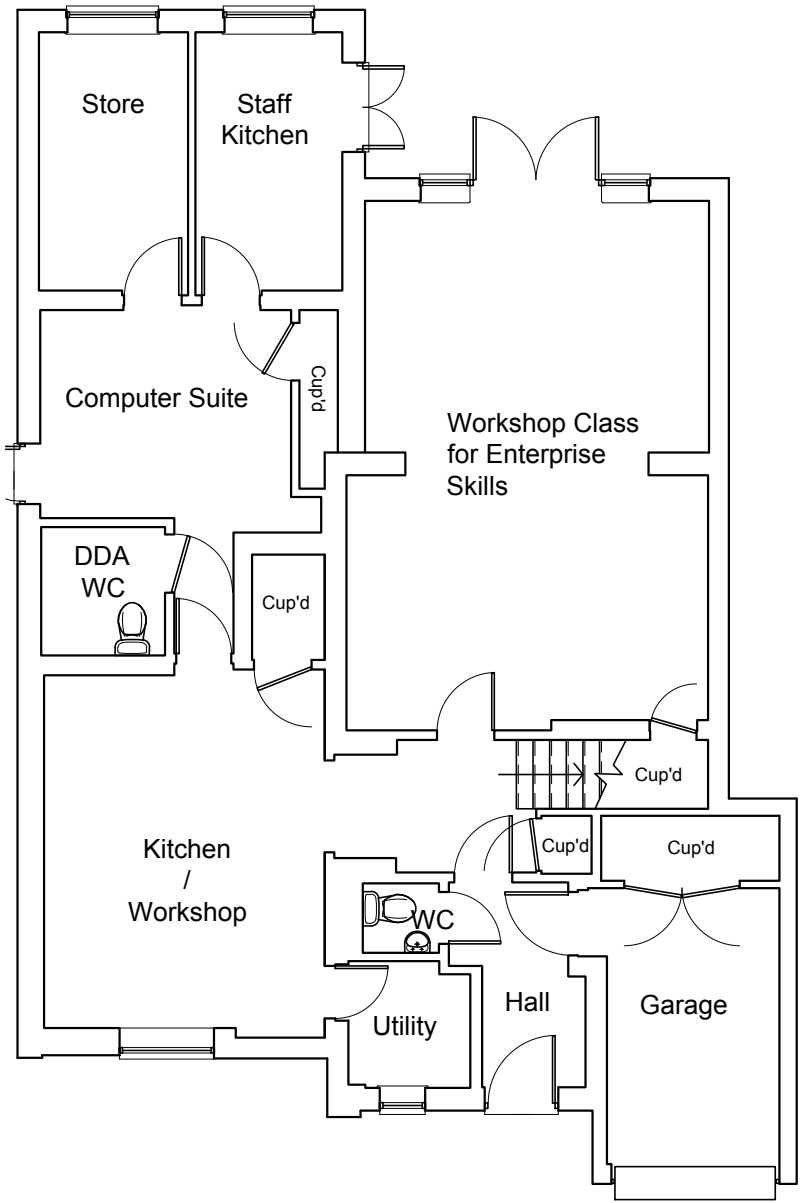 Store
Staff
Kitchen
Computer Suite
Cup'd
Workshop Class
for Enterprise
Skills
DDA
WC
Cup'd
Cup'd
Kitchen
/
Workshop
Cup'd
Cup'd
WC
Hall
Garage
Utility